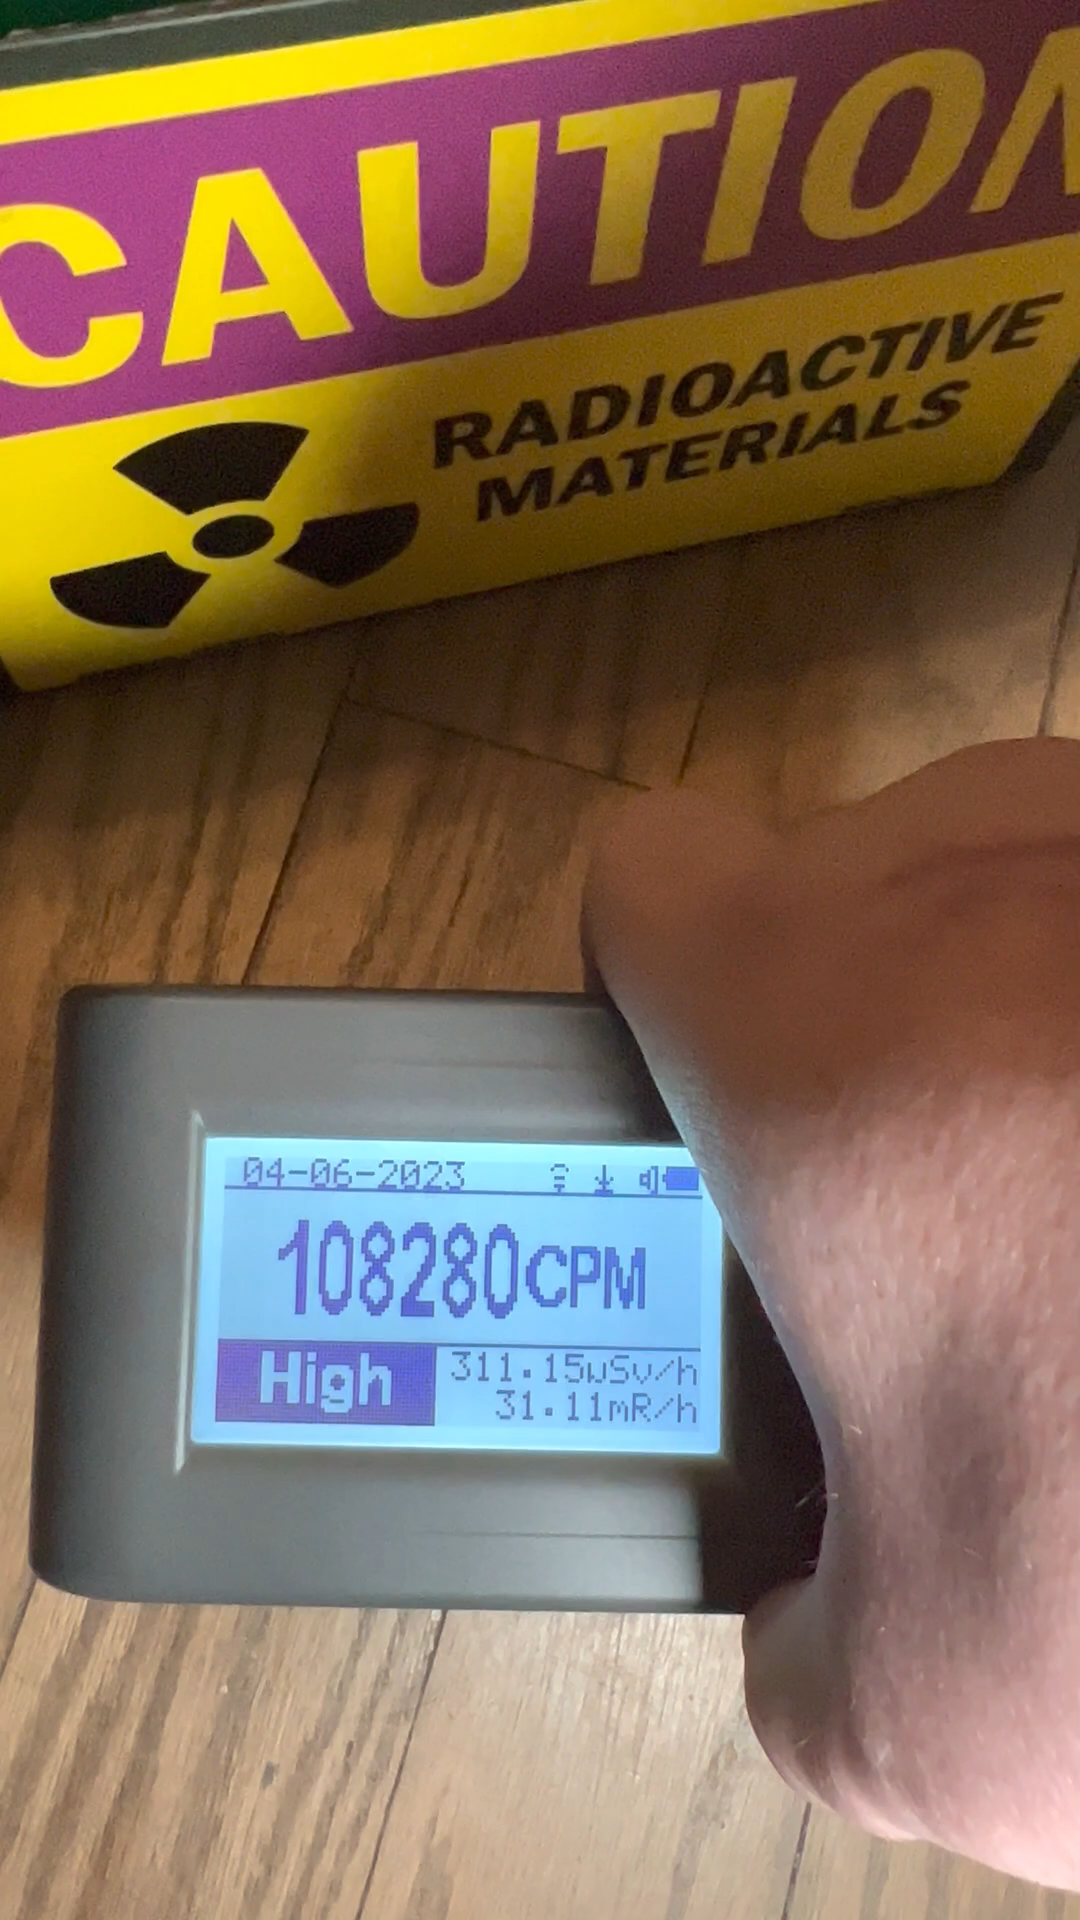 CAUTION
RADIOACTIVE
MATERIALS
04-06-2023
108280CPM
High
311.15uSv/h
31.11mR/h